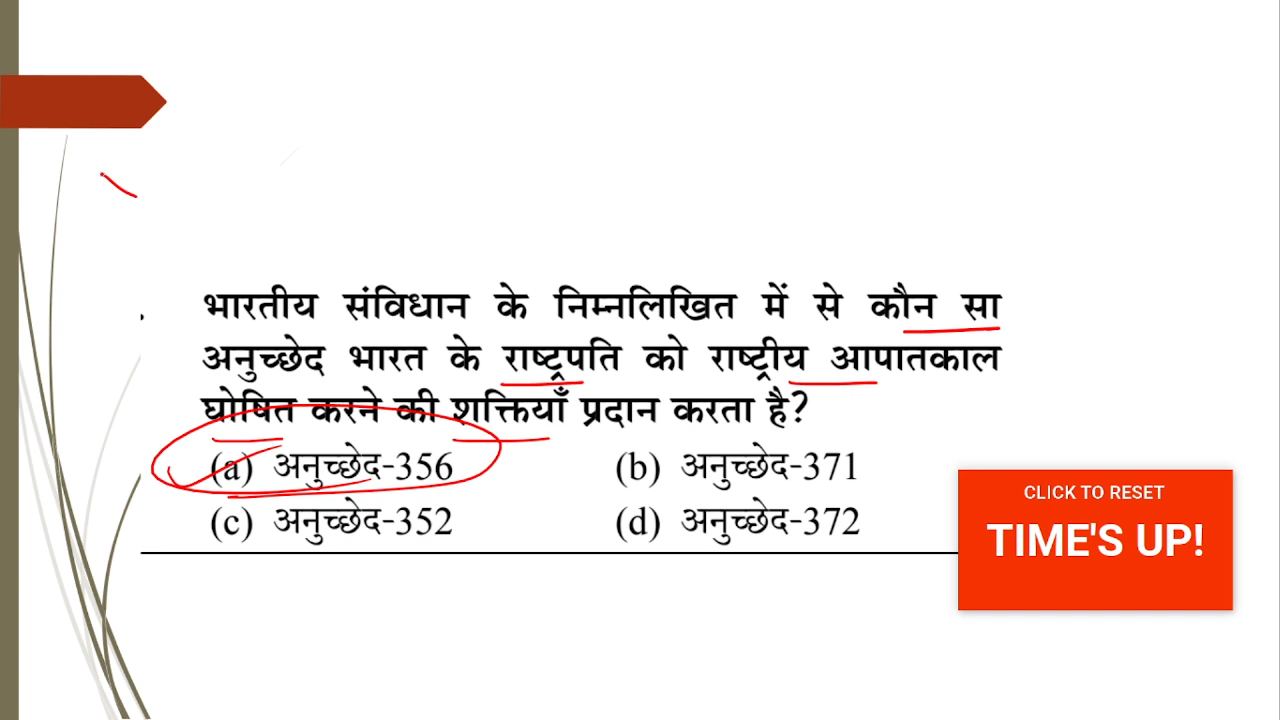 भारतीय संविधान के निम्नलिखित में से कौन सा
अनुच्छेद भारत के राष्ट्रपति को राष्ट्रीय आपातकाल
घोषित करने की शक्तियाँ प्रदान करता है?
(a) अनुच्छेद-356 (b) अनुच्छेद-371
(c) अनुच्छेद-352 (d) अनुच्छेद-372
CLICK TO RESET
TIME'S UP!